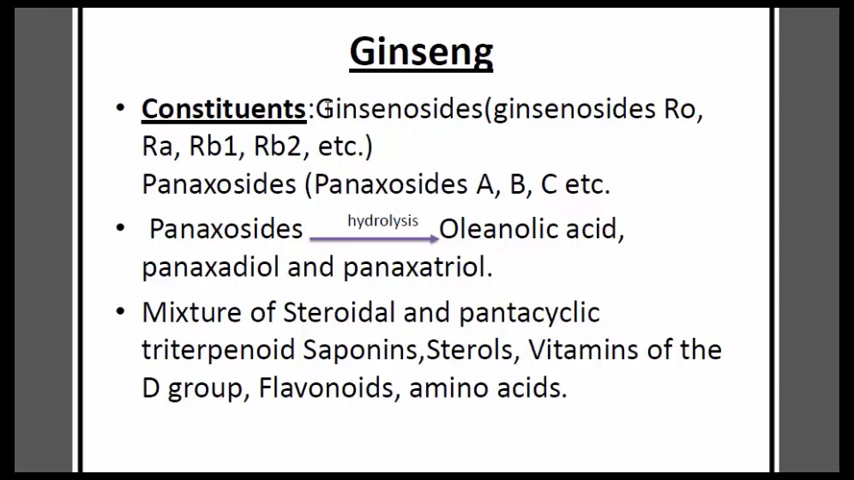 Ginseng
• Constituents:Ginsenosides(ginsenosides Ro,
Ra, Rb1, Rb2, etc.)
Panaxosides (Panaxosides A, B, C etc.
• Panaxosides hydrolysis Oleanolic acid,
panaxadiol and panaxatriol.
• Mixture of Steroidal and pantacyclic
triterpenoid Saponins,Sterols, Vitamins of the
D group, Flavonoids, amino acids.